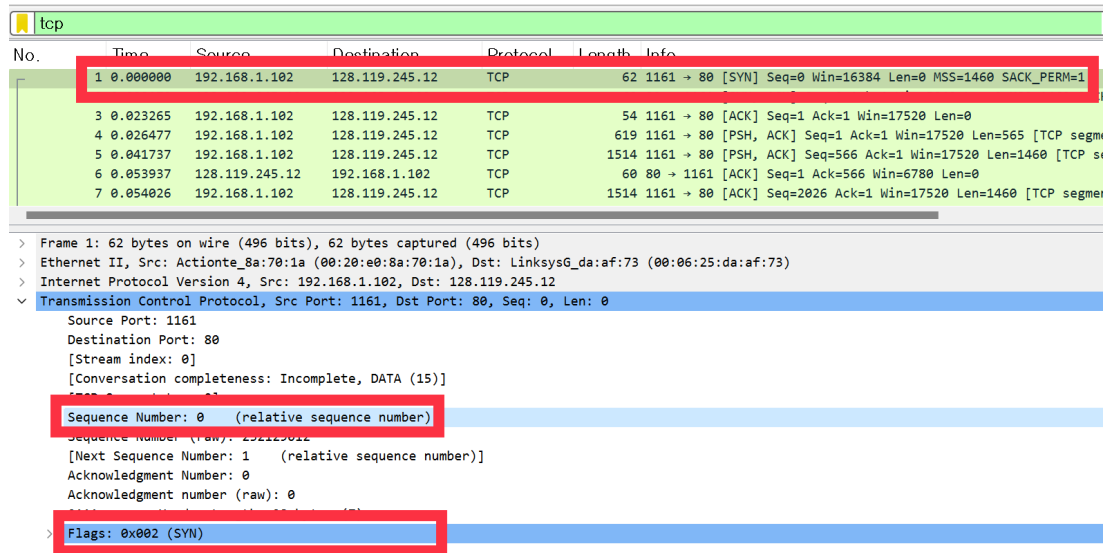 tcp
No. Time Source Destination Protocol Length Info
1 0.000000 192.168.1.102 128.119.245.12 TCP 62 1161 → 80 [SYN] Seq=0 Win=16384 Len=0 MSS=1460 SACK_PERM=1
3 0.023265 192.168.1.102 128.119.245.12 TCP 54 1161 → 80 [ACK] Seq=1 Ack=1 Win=17520 Len=0
4 0.026477 192.168.1.102 128.119.245.12 TCP 619 1161 → 80 [PSH, ACK] Seq=1 Ack=1 Win=17520 Len=565 [TCP segme
5 0.041737 192.168.1.102 128.119.245.12 TCP 1514 1161 → 80 [PSH, ACK] Seq=566 Ack=1 Win=17520 Len=1460 [TCP s
6 0.053937 128.119.245.12 192.168.1.102 TCP 60 80 → 1161 [ACK] Seq=1 Ack=566 Win=6780 Len=0
7 0.054026 192.168.1.102 128.119.245.12 TCP 1514 1161 → 80 [ACK] Seq=2026 Ack=1 Win=17520 Len=1460 [TCP segmer
Frame 1: 62 bytes on wire (496 bits), 62 bytes captured (496 bits)
Ethernet II, Src: Actionte_8a:70:1a (00:20:e0:8a:70:1a), Dst: LinksysG_da:af:73 (00:06:25:da:af:73)
Internet Protocol Version 4, Src: 192.168.1.102, Dst: 128.119.245.12
Transmission Control Protocol, Src Port: 1161, Dst Port: 80, Seq: 0, Len: 0
Source Port: 1161
Destination Port: 80
[Stream index: 0]
[Conversation completeness: Incomplete, DATA (15)]
Sequence Number: 0 (relative sequence number)
Sequence Number (raw): 232129012
[Next Sequence Number: 1 (relative sequence number)]
Acknowledgment Number: 0
Acknowledgment number (raw): 0
Flags: 0x002 (SYN)